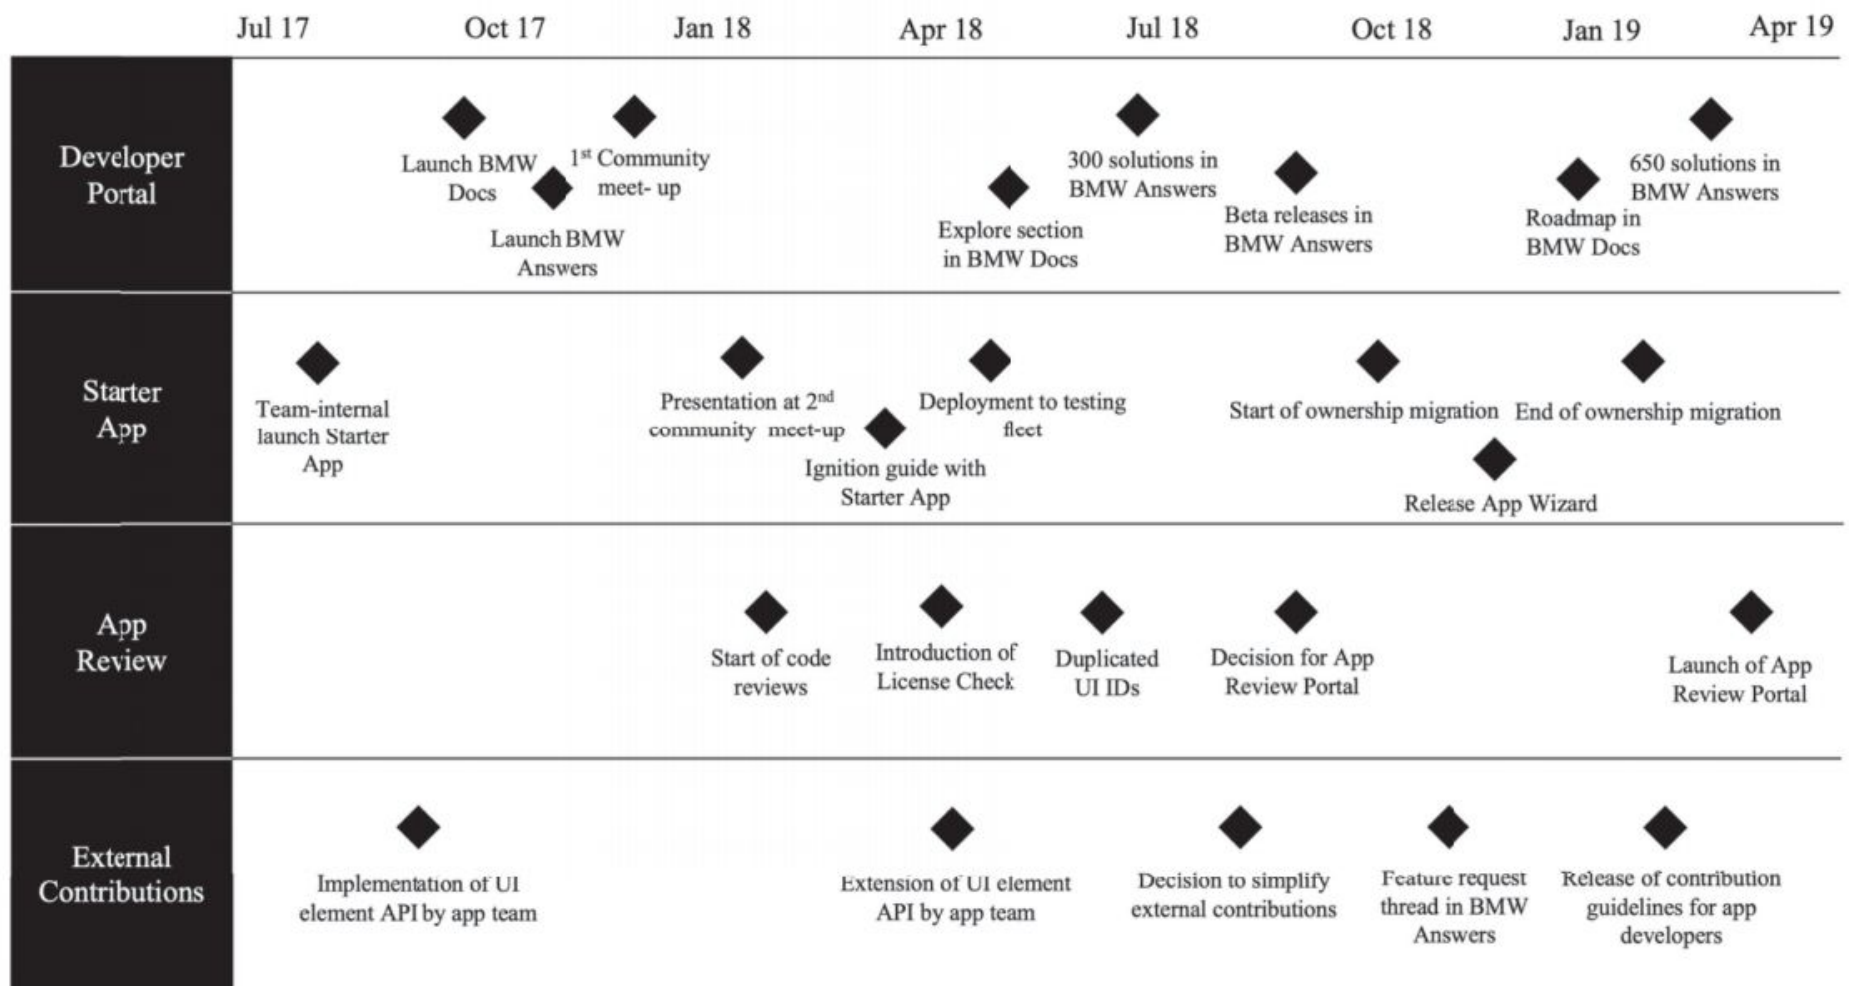 Jul 17
Oct 17
Jan 18
Apr 18
Jul 18
Oct 18
Jan 19
Apr 19
Developer
Portal
Launch BMW
Docs
Launch BMW
Answers
1st Community
meet- up
Explore section
in BMW Docs
300 solutions in
BMW Answers
Beta releases in
BMW Answers
Roadmap in
BMW Docs
650 solutions in
BMW Answers
Starter
App
Team-internal
launch Starter
App
Presentation at 2nd
community meet-up
Ignition guide with
Starter App
Deployment to testing
fleet
Start of ownership migration
Release App Wizard
End of ownership migration
App
Review
Start of code
reviews
Introduction of
License Check
Duplicated
UI IDs
Decision for App
Review Portal
Launch of App
Review Portal
External
Contributions
Implementation of UI
element API by app team
Extension of UI element
API by app team
Decision to simplify
external contributions
Feature request
thread in BMW
Answers
Release of contribution
guidelines for app
developers